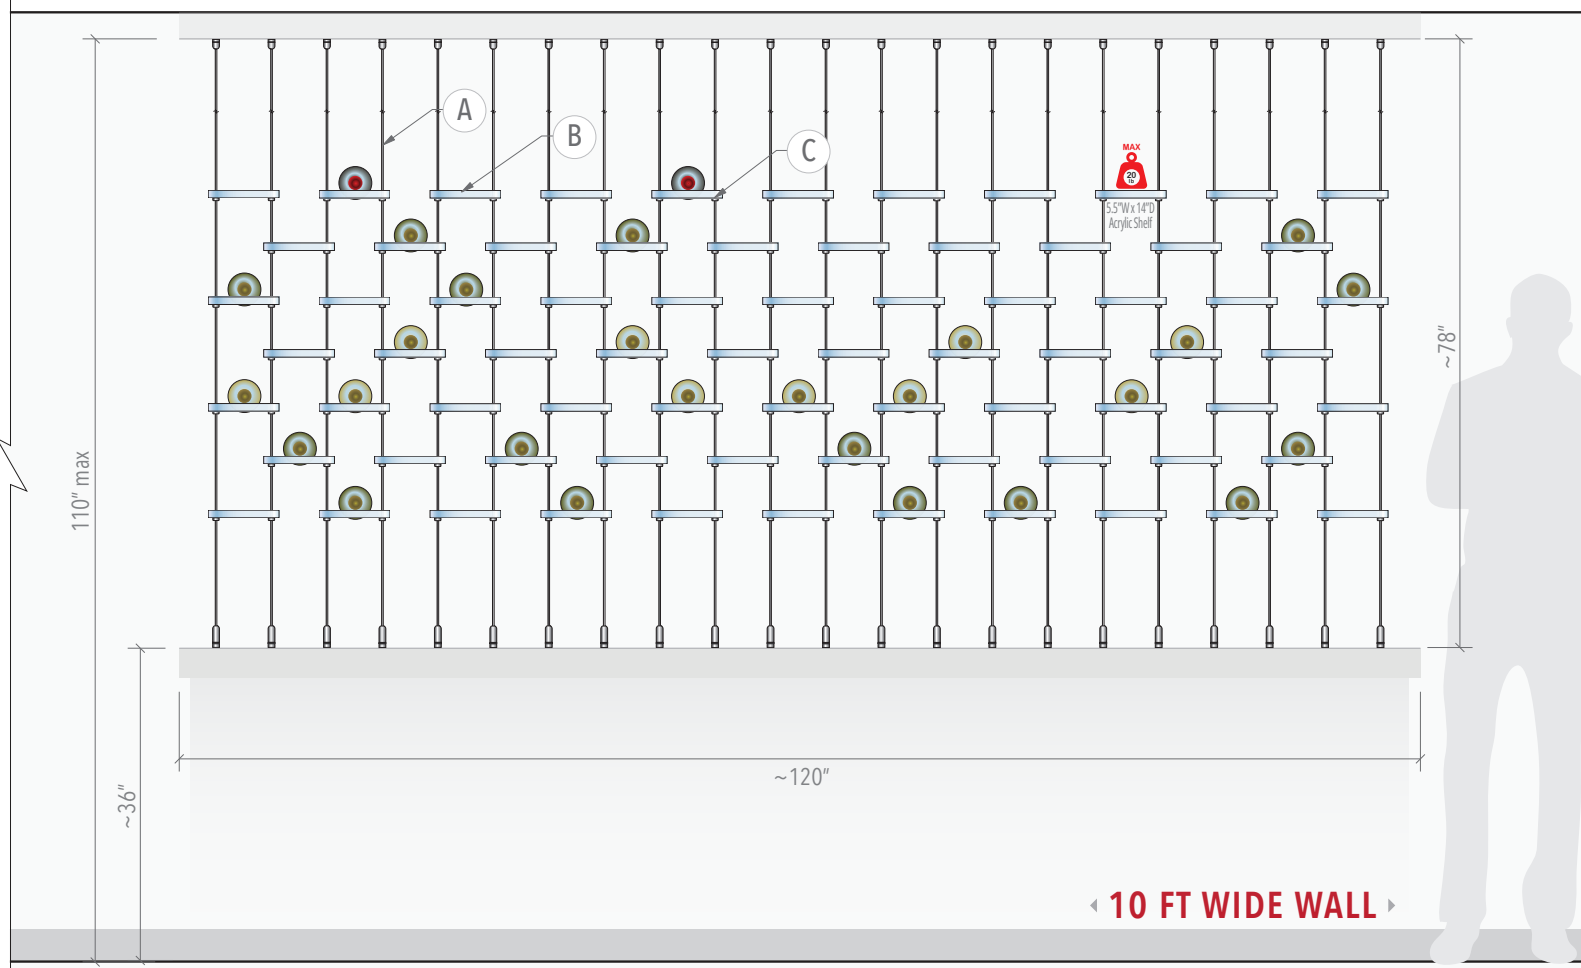 A
B
C
MAX
20
lb
5.5"W x 14"D
Acrylic Shelf
~78"
110" max
~120"
~36"
10 FT WIDE WALL